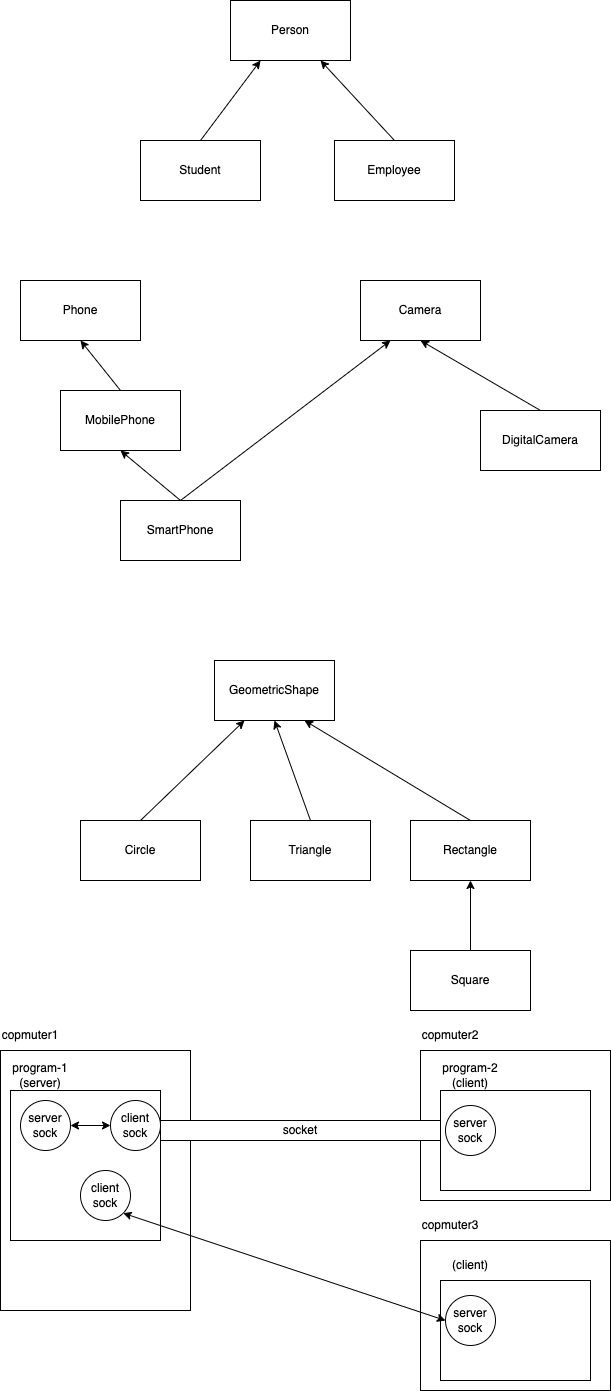 Person
Student
Employee
Phone
Camera
MobilePhone
DigitalCamera
SmartPhone
GeometricShape
Circle
Triangle
Rectangle
Square
copmuter1
program-1
(server)
server
sock
client
sock
client
sock
socket
copmuter2
program-2
(client)
server
sock
copmuter3
(client)
server
sock